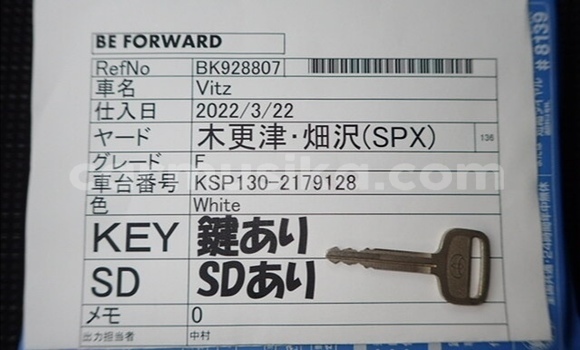 BE FORWARD
RefNo BK928807
車名 Vitz
仕入日 2022/3/22
ヤード 木更津・畑沢(SPX) 136
グレード F
車台番号 KSP130-2179128
色 White
KEY 鍵あり
SD SDあり
メモ 0
出力担当者 中村
#8139